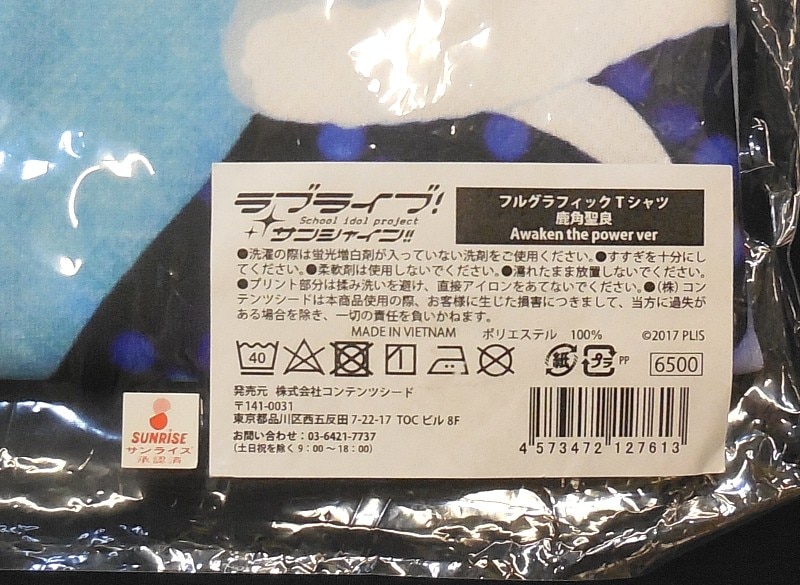 ラブライブ!
School idol project
サンシャイン!!
フルグラフィックTシャツ
鹿角聖良
Awaken the power ver
●洗濯の際は蛍光増白剤が入っていない洗剤をご使用ください。●すすぎを十分にし
てください。●柔軟剤は使用しないでください。●濡れたまま放置しないでください。
●プリント部分は揉み洗いを避け、直接アイロンをあてないでください。●(株)コン
テンツシードは本商品使用の際、お客様に生じた損害につきまして、当方に過失が
ある場合を除き、一切の責任を負いかねます。
MADE IN VIETNAM ポリエステル 100% ©2017 PLIS
40 紙 プラ PP 6500
発売元 株式会社コンテンツシード
〒141-0031
東京都品川区西五反田 7-22-17 TOC ビル 8F
お問い合わせ:03-6421-7737
(土日祝を除く 9:00～18:00)
4 573472 127613
SUNRISE
サンライズ
承認済